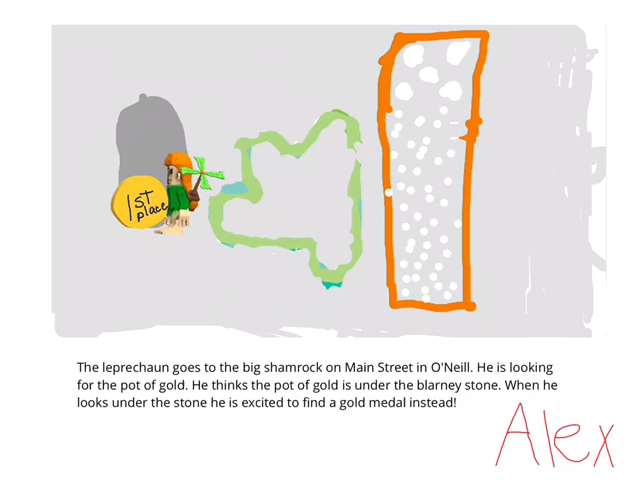 1ST
place
The leprechaun goes to the big shamrock on Main Street in O'Neill. He is looking
for the pot of gold. He thinks the pot of gold is under the blarney stone. When he
looks under the stone he is excited to find a gold medal instead!
Alex